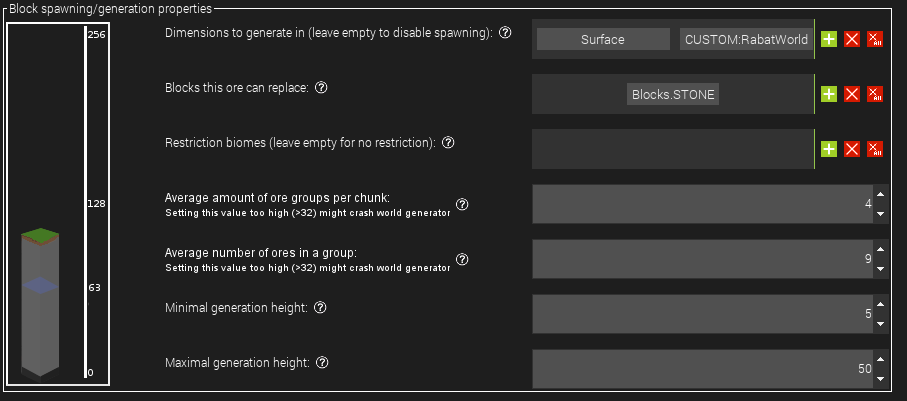 Block spawning/generation properties
256
Dimensions to generate in (leave empty to disable spawning): ?
Surface
CUSTOM:RabatWorld
All
Blocks this ore can replace: ?
Blocks.STONE
All
Restriction biomes (leave empty for no restriction): ?
All
128
Average amount of ore groups per chunk: ?
Setting this value too high (>32) might crash world generator
4
Average number of ores in a group: ?
Setting this value too high (>32) might crash world generator
9
63
Minimal generation height: ?
5
Maximal generation height: ?
50
0